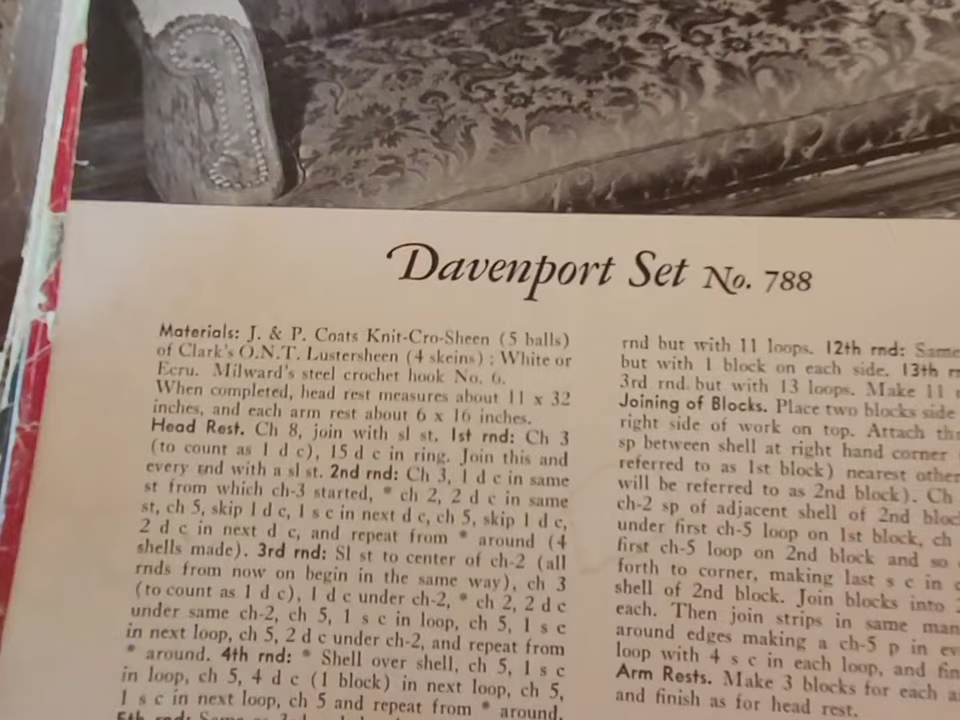 Davenport Set No. 788
Materials: J. & P. Coats Knit-Cro-Sheen (5 balls)
of Clark's O.N.T. Lustersheen (4 skeins) ; White or
Ecru. Milward's steel crochet hook No. 6.
When completed, head rest measures about 11 x 32
inches, and each arm rest about 6 x 16 inches.
Head Rest. Ch 8, join with sl st. 1st rnd: Ch 3
(to count as 1 d c), 15 d c in ring. Join this and
every rnd with a sl st. 2nd rnd: Ch 3, 1 d c in same
st from which ch-3 started, * ch 2, 2 d c in same
st, ch 5, skip 1 d c, 1 s c in next d c, ch 5, skip 1 d c,
2 d c in next d c, and repeat from * around (4
shells made). 3rd rnd: Sl st to center of ch-2 (all
rnds from now on begin in the same way), ch 3
(to count as 1 d c), 1 d c under ch-2, * ch 2, 2 d c
under same ch-2, ch 5, 1 s c in loop, ch 5, 1 s c
in next loop, ch 5, 2 d c under ch-2, and repeat from
* around. 4th rnd: * Shell over shell, ch 5, 1 s c
in loop, ch 5, 4 d c (1 block) in next loop, ch 5,
1 s c in next loop, ch 5 and repeat from * around.
5th rnd: Same
rnd but with 11 loops. 12th rnd: Same
but with 1 block on each side. 13th
3rd rnd but with 13 loops. Make 11
Joining of Blocks. Place two blocks side
right side of work on top. Attach
sp between shell at right hand corner
referred to as 1st block) nearest other
will be referred to as 2nd block). Ch
ch-2 sp of adjacent shell of 2nd
under first ch-5 loop on 1st block, ch
first ch-5 loop on 2nd block and so
forth to corner, making last s c in
shell of 2nd block. Join blocks into
each. Then join strips in same
around edges making a ch-5 p in
loop with 4 s c in each loop, and
Arm Rests. Make 3 blocks for each
and finish as for head rest.